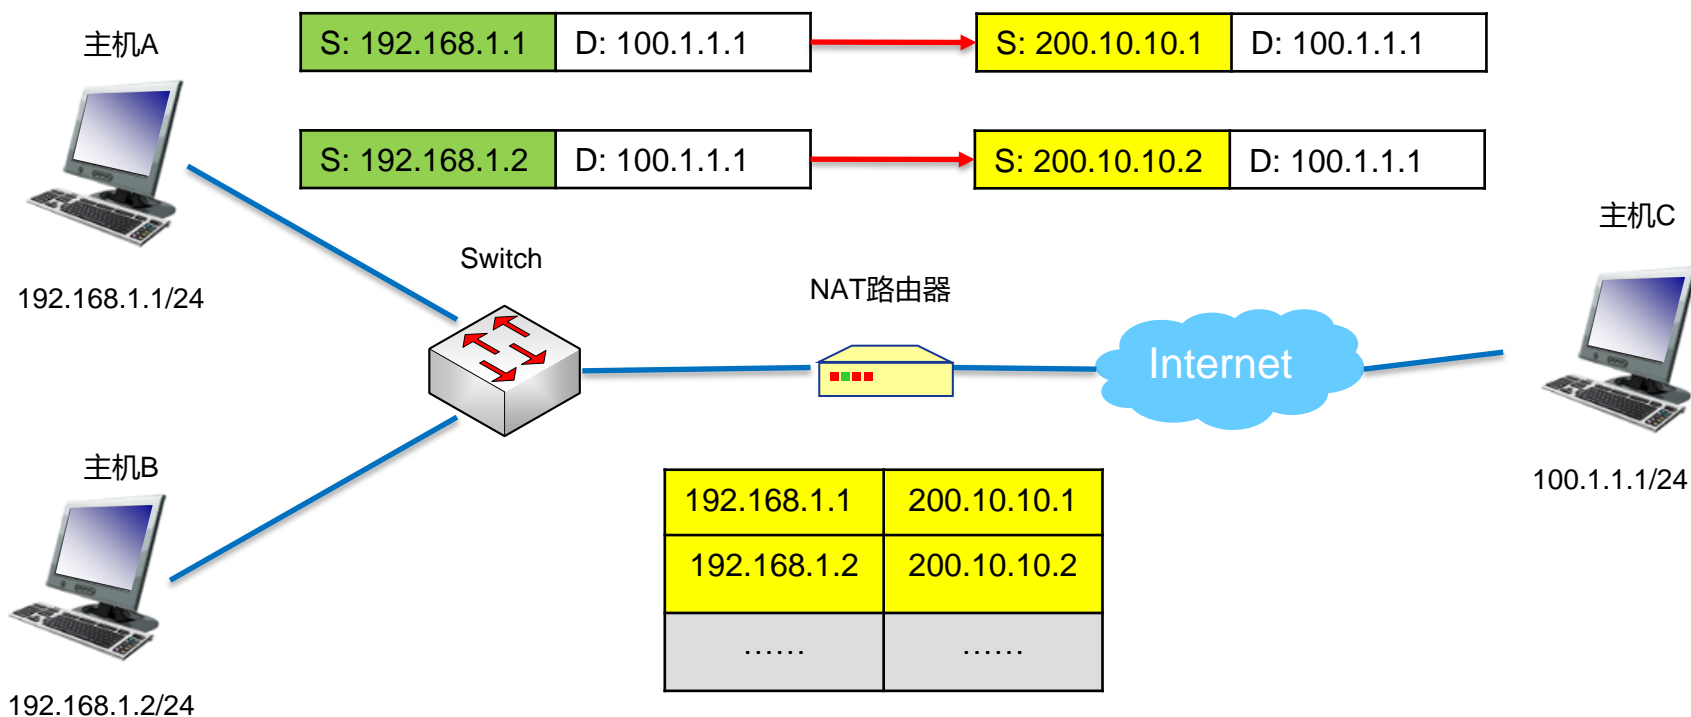 主机A
S: 192.168.1.1 D: 100.1.1.1 S: 200.10.10.1 D: 100.1.1.1
S: 192.168.1.2 D: 100.1.1.1 S: 200.10.10.2 D: 100.1.1.1
192.168.1.1/24
Switch
NAT路由器
Internet
主机C
100.1.1.1/24
主机B
192.168.1.2/24
192.168.1.1 200.10.10.1
192.168.1.2 200.10.10.2
…… ……